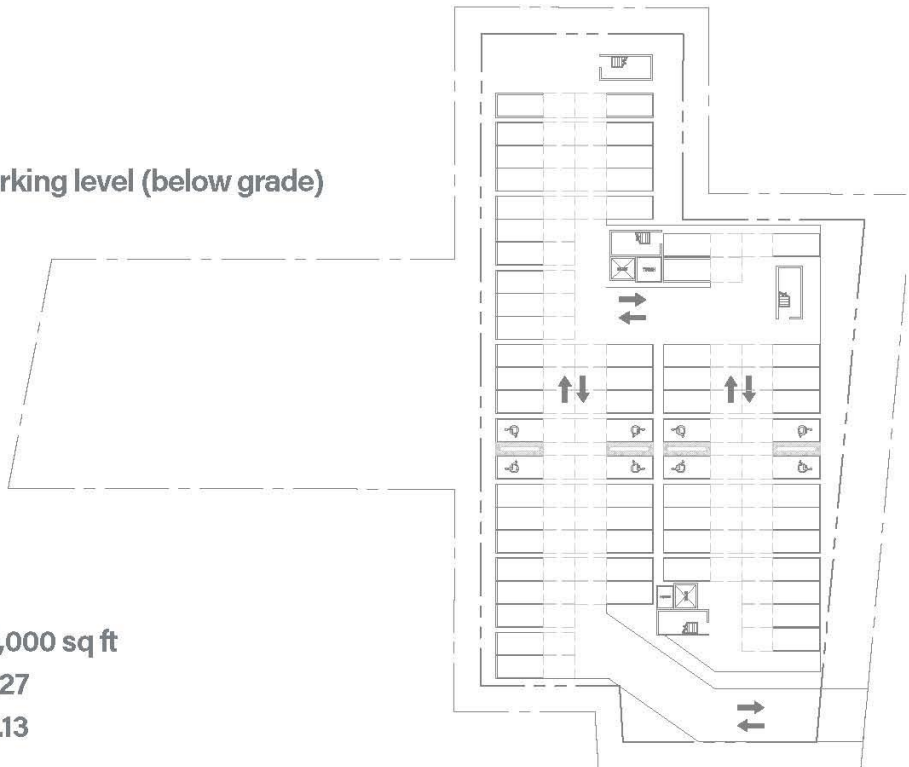 rking level (below grade)
,000 sq ft
27
.13